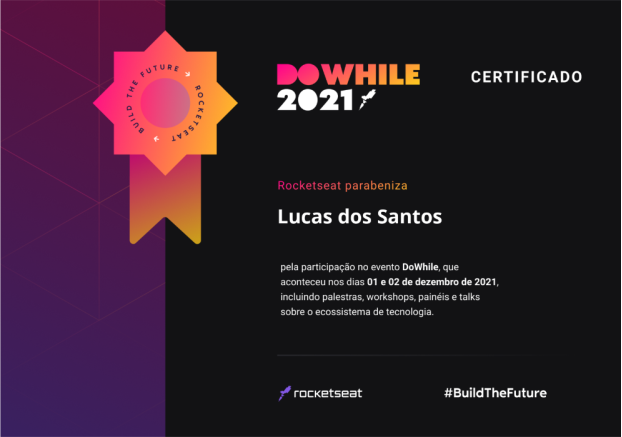 BUILD THE FUTURE
ROCKETSEAT
DOWHILE
2021
CERTIFICADO
Rocketseat parabeniza
Lucas dos Santos
pela participação no evento DoWhile, que
aconteceu nos dias 01 e 02 de dezembro de 2021,
incluindo palestras, workshops, painéis e talks
sobre o ecossistema de tecnologia.
rocketseat
#BuildTheFuture